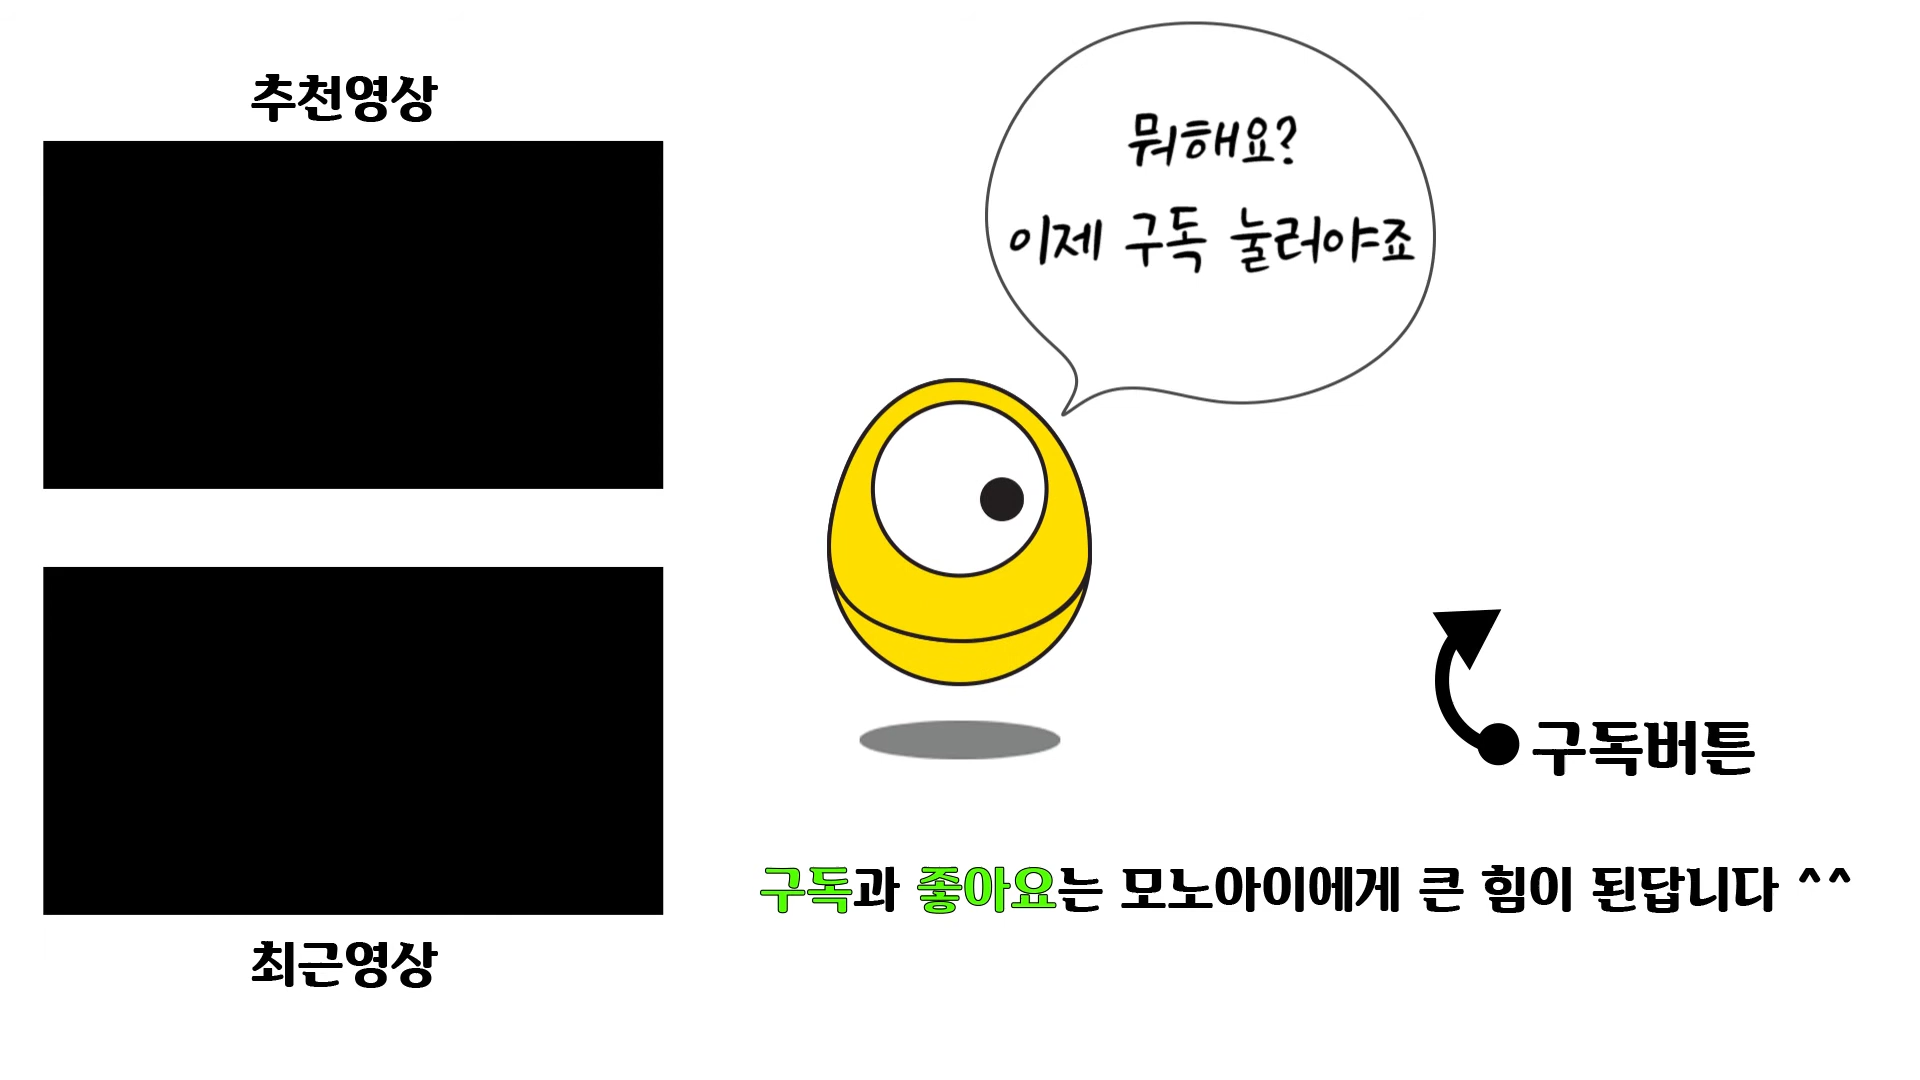 추천영상
뭐해요?
이제 구독 눌러야죠
구독버튼
구독과 좋아요는 모노아이에게 큰 힘이 된답니다 ^^
최근영상